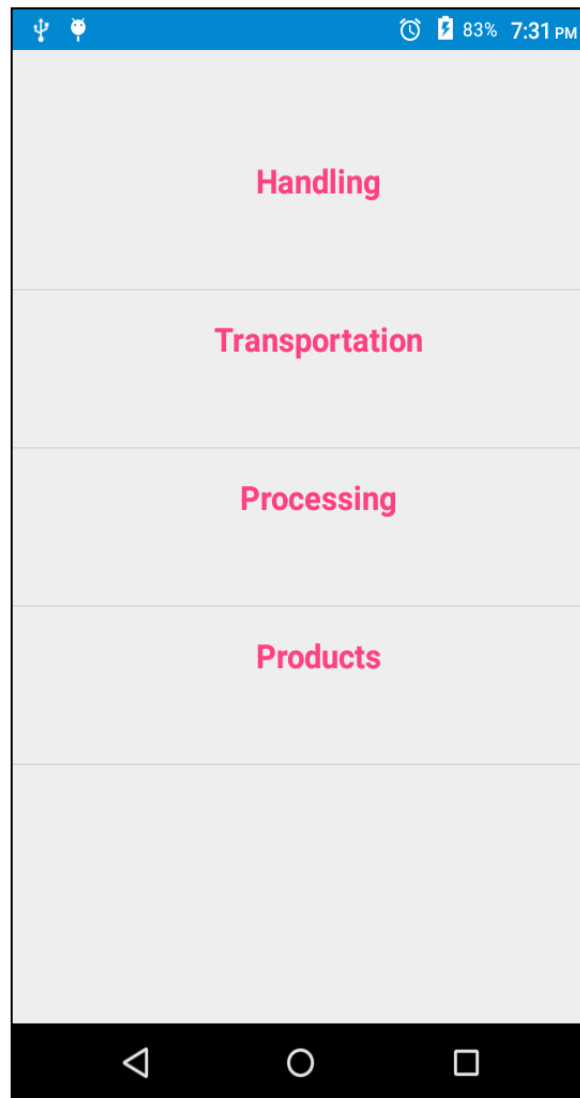 83% 7:31 PM
Handling
Transportation
Processing
Products